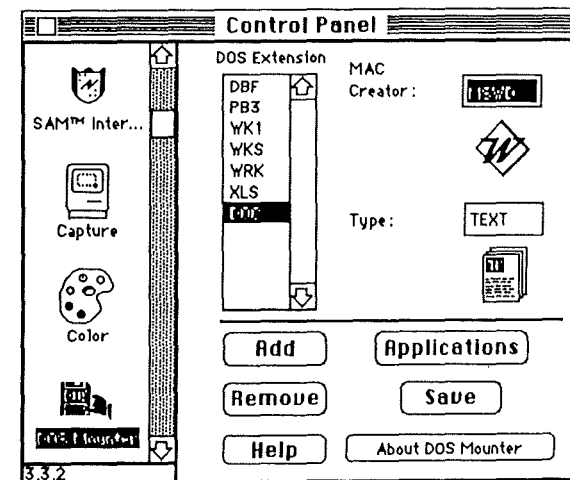 Control Panel
SAM™ Inter...
Capture
Color
DOS Mounter
3.3.2
DOS Extension
DBF
PB3
WK1
WKS
WRK
XLS
DOC
MAC
Creator:
MSWD
Type:
TEXT
Add
Applications
Remove
Save
Help
About DOS Mounter